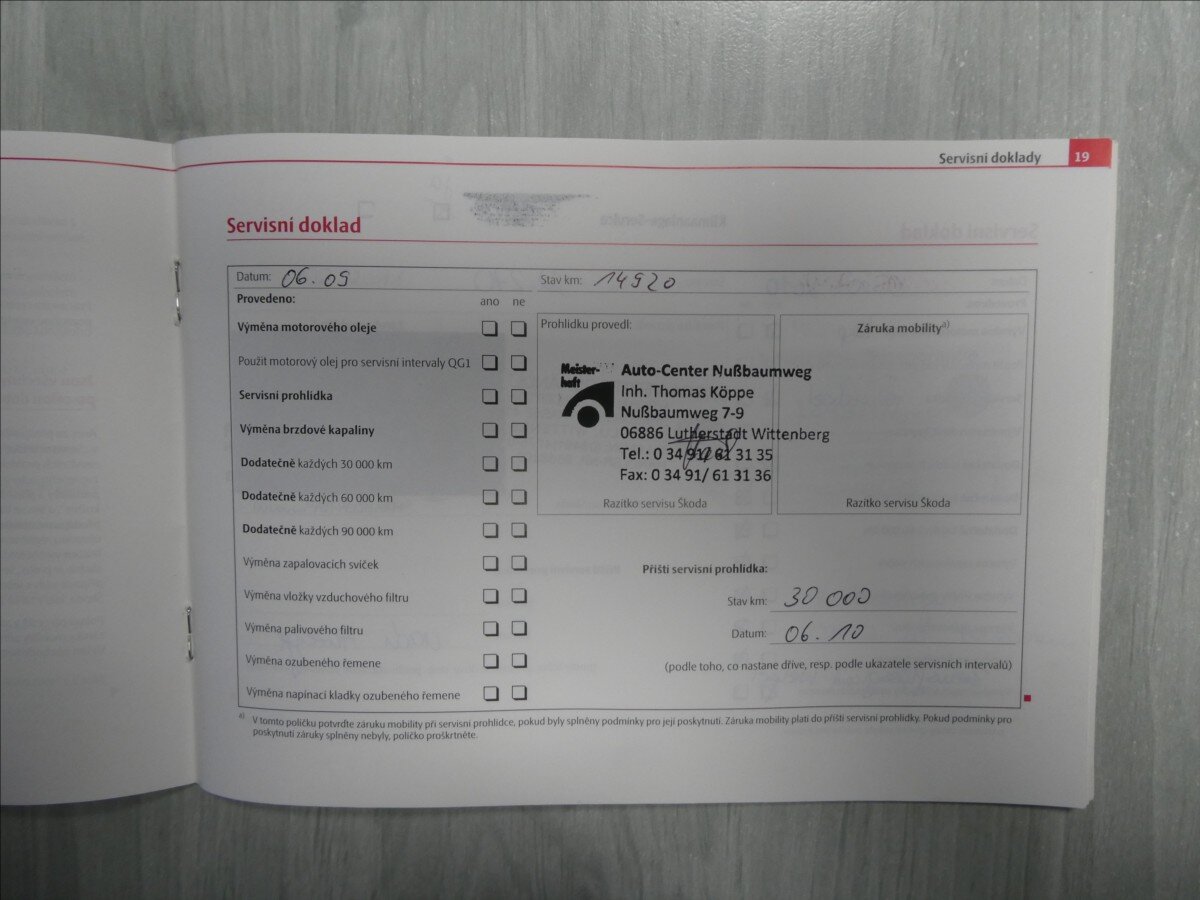 Servisní doklady 19
Servisní doklad
Datum: 06.09 Stav km: 14920
Provedeno: ano ne
Výměna motorového oleje
Použit motorový olej pro servisní intervaly QG1
Servisní prohlídka
Výměna brzdové kapaliny
Dodatečně každých 30 000 km
Dodatečně každých 60 000 km
Dodatečně každých 90 000 km
Výměna zapalovacích svíček
Výměna vložky vzduchového filtru
Výměna palivového filtru
Výměna ozubeného řemene
Výměna napínací kladky ozubeného řemene
Prohlídku provedl:
Meister-
haft
Auto-Center Nußbaumweg
Inh. Thomas Köppe
Nußbaumweg 7-9
06886 Lutherstadt Wittenberg
Tel.: 0 34 91/ 61 31 35
Fax: 0 34 91/ 61 31 36
Razítko servisu Škoda
Záruka mobility a)
Razítko servisu Škoda
Příští servisní prohlídka:
Stav km: 30 000
Datum: 06.10
(podle toho, co nastane dříve, resp. podle ukazatele servisních intervalů)
a) V tomto políčku potvrďte záruku mobility při servisní prohlídce, pokud byly splněny podmínky pro její poskytnutí. Záruka mobility platí do příští servisní prohlídky. Pokud podmínky pro
poskytnutí záruky splněny nebyly, políčko proškrtněte.